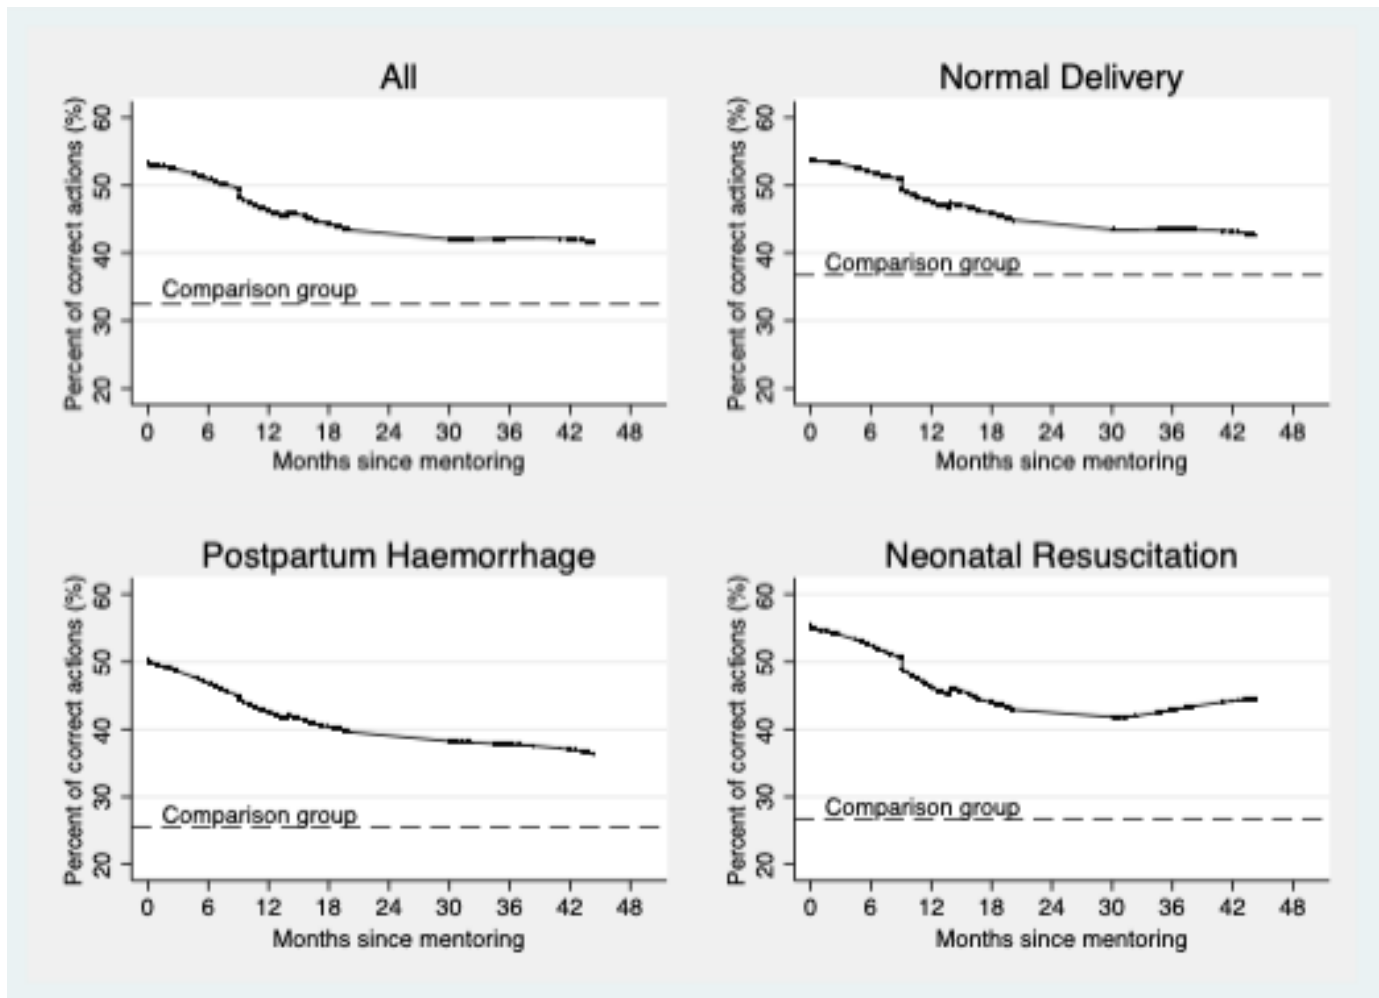 All
Percent of correct actions (%)
60
50
40
30
20
Comparison group
0 6 12 18 24 30 36 42 48
Months since mentoring
Normal Delivery
Percent of correct actions (%)
60
50
40
30
20
Comparison group
0 6 12 18 24 30 36 42 48
Months since mentoring
Postpartum Haemorrhage
Percent of correct actions (%)
60
50
40
30
20
Comparison group
0 6 12 18 24 30 36 42 48
Months since mentoring
Neonatal Resuscitation
Percent of correct actions (%)
60
50
40
30
20
Comparison group
0 6 12 18 24 30 36 42 48
Months since mentoring